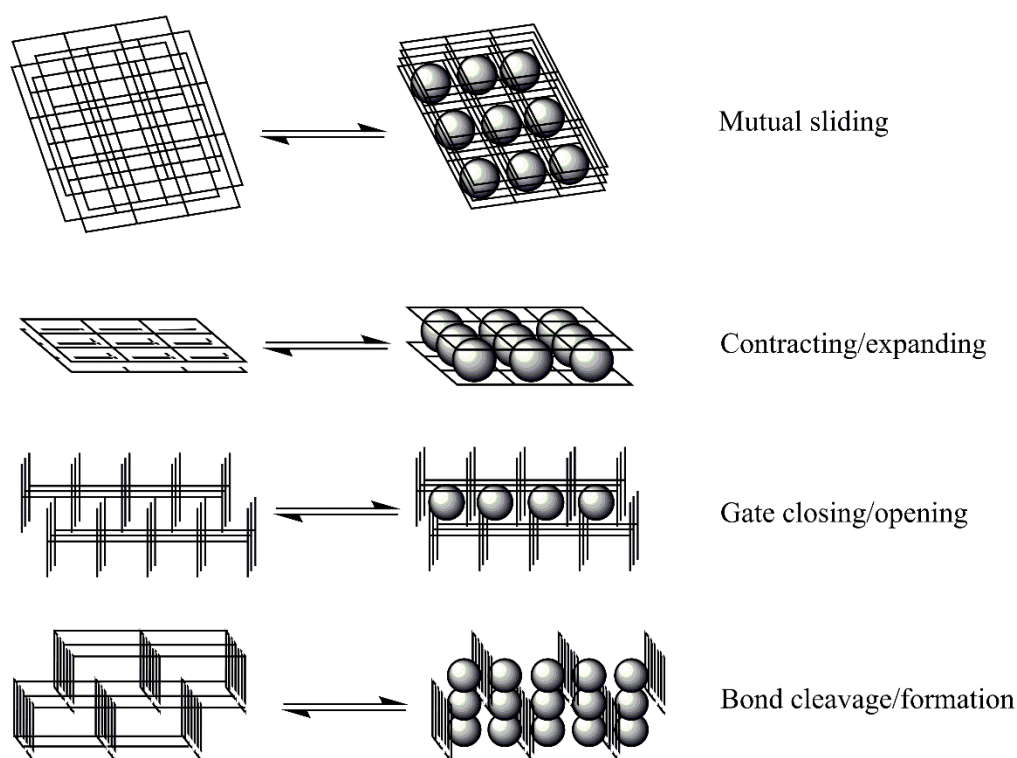 Mutual sliding
Contracting/expanding
Gate closing/opening
Bond cleavage/formation